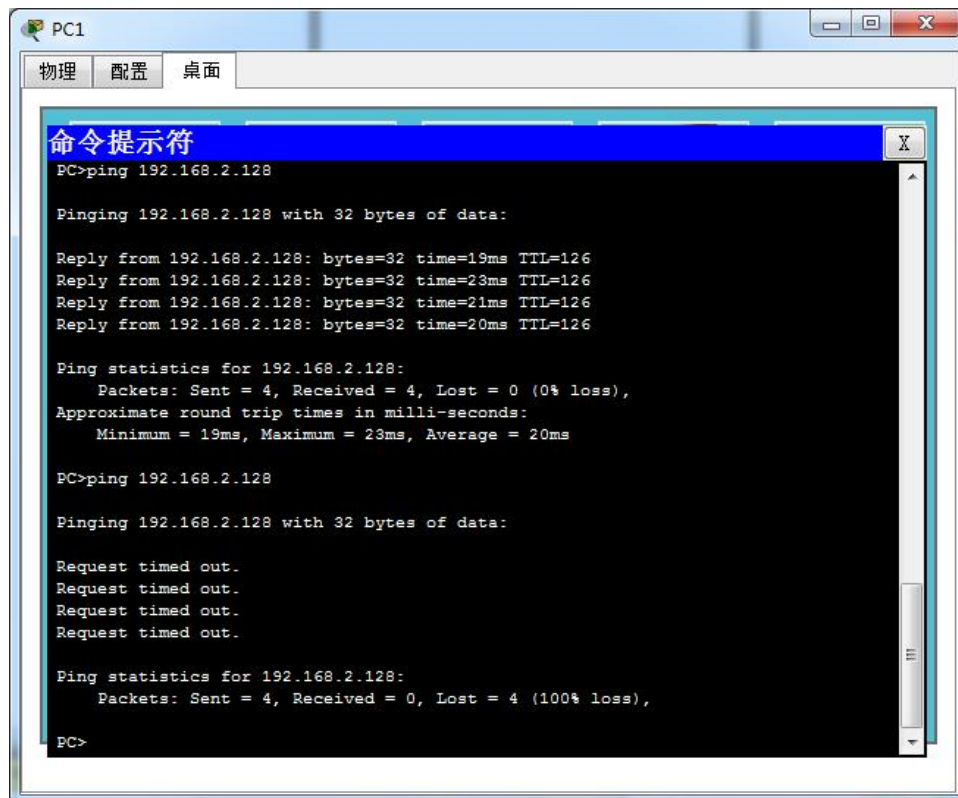 PC1
物理 配置 桌面
命令提示符 X
PC>ping 192.168.2.128
Pinging 192.168.2.128 with 32 bytes of data:
Reply from 192.168.2.128: bytes=32 time=19ms TTL=126
Reply from 192.168.2.128: bytes=32 time=23ms TTL=126
Reply from 192.168.2.128: bytes=32 time=21ms TTL=126
Reply from 192.168.2.128: bytes=32 time=20ms TTL=126
Ping statistics for 192.168.2.128:
    Packets: Sent = 4, Received = 4, Lost = 0 (0% loss),
Approximate round trip times in milli-seconds:
    Minimum = 19ms, Maximum = 23ms, Average = 20ms
PC>ping 192.168.2.128
Pinging 192.168.2.128 with 32 bytes of data:
Request timed out.
Request timed out.
Request timed out.
Request timed out.
Ping statistics for 192.168.2.128:
    Packets: Sent = 4, Received = 0, Lost = 4 (100% loss),
PC>